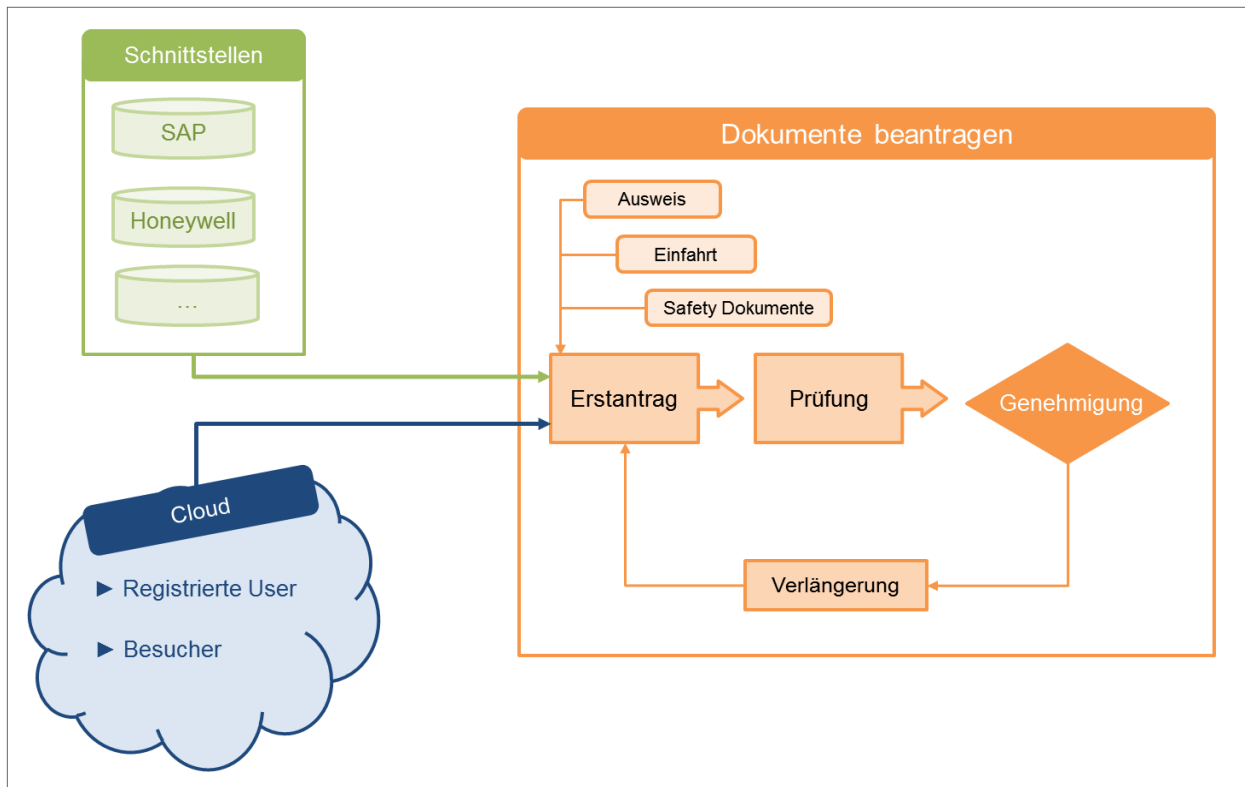 Schnittstellen
SAP
Honeywell
...
Dokumente beantragen
Ausweis
Einfahrt
Safety Dokumente
Erstantrag
Prüfung
Genehmigung
Verlängerung
Cloud
► Registrierte User
► Besucher